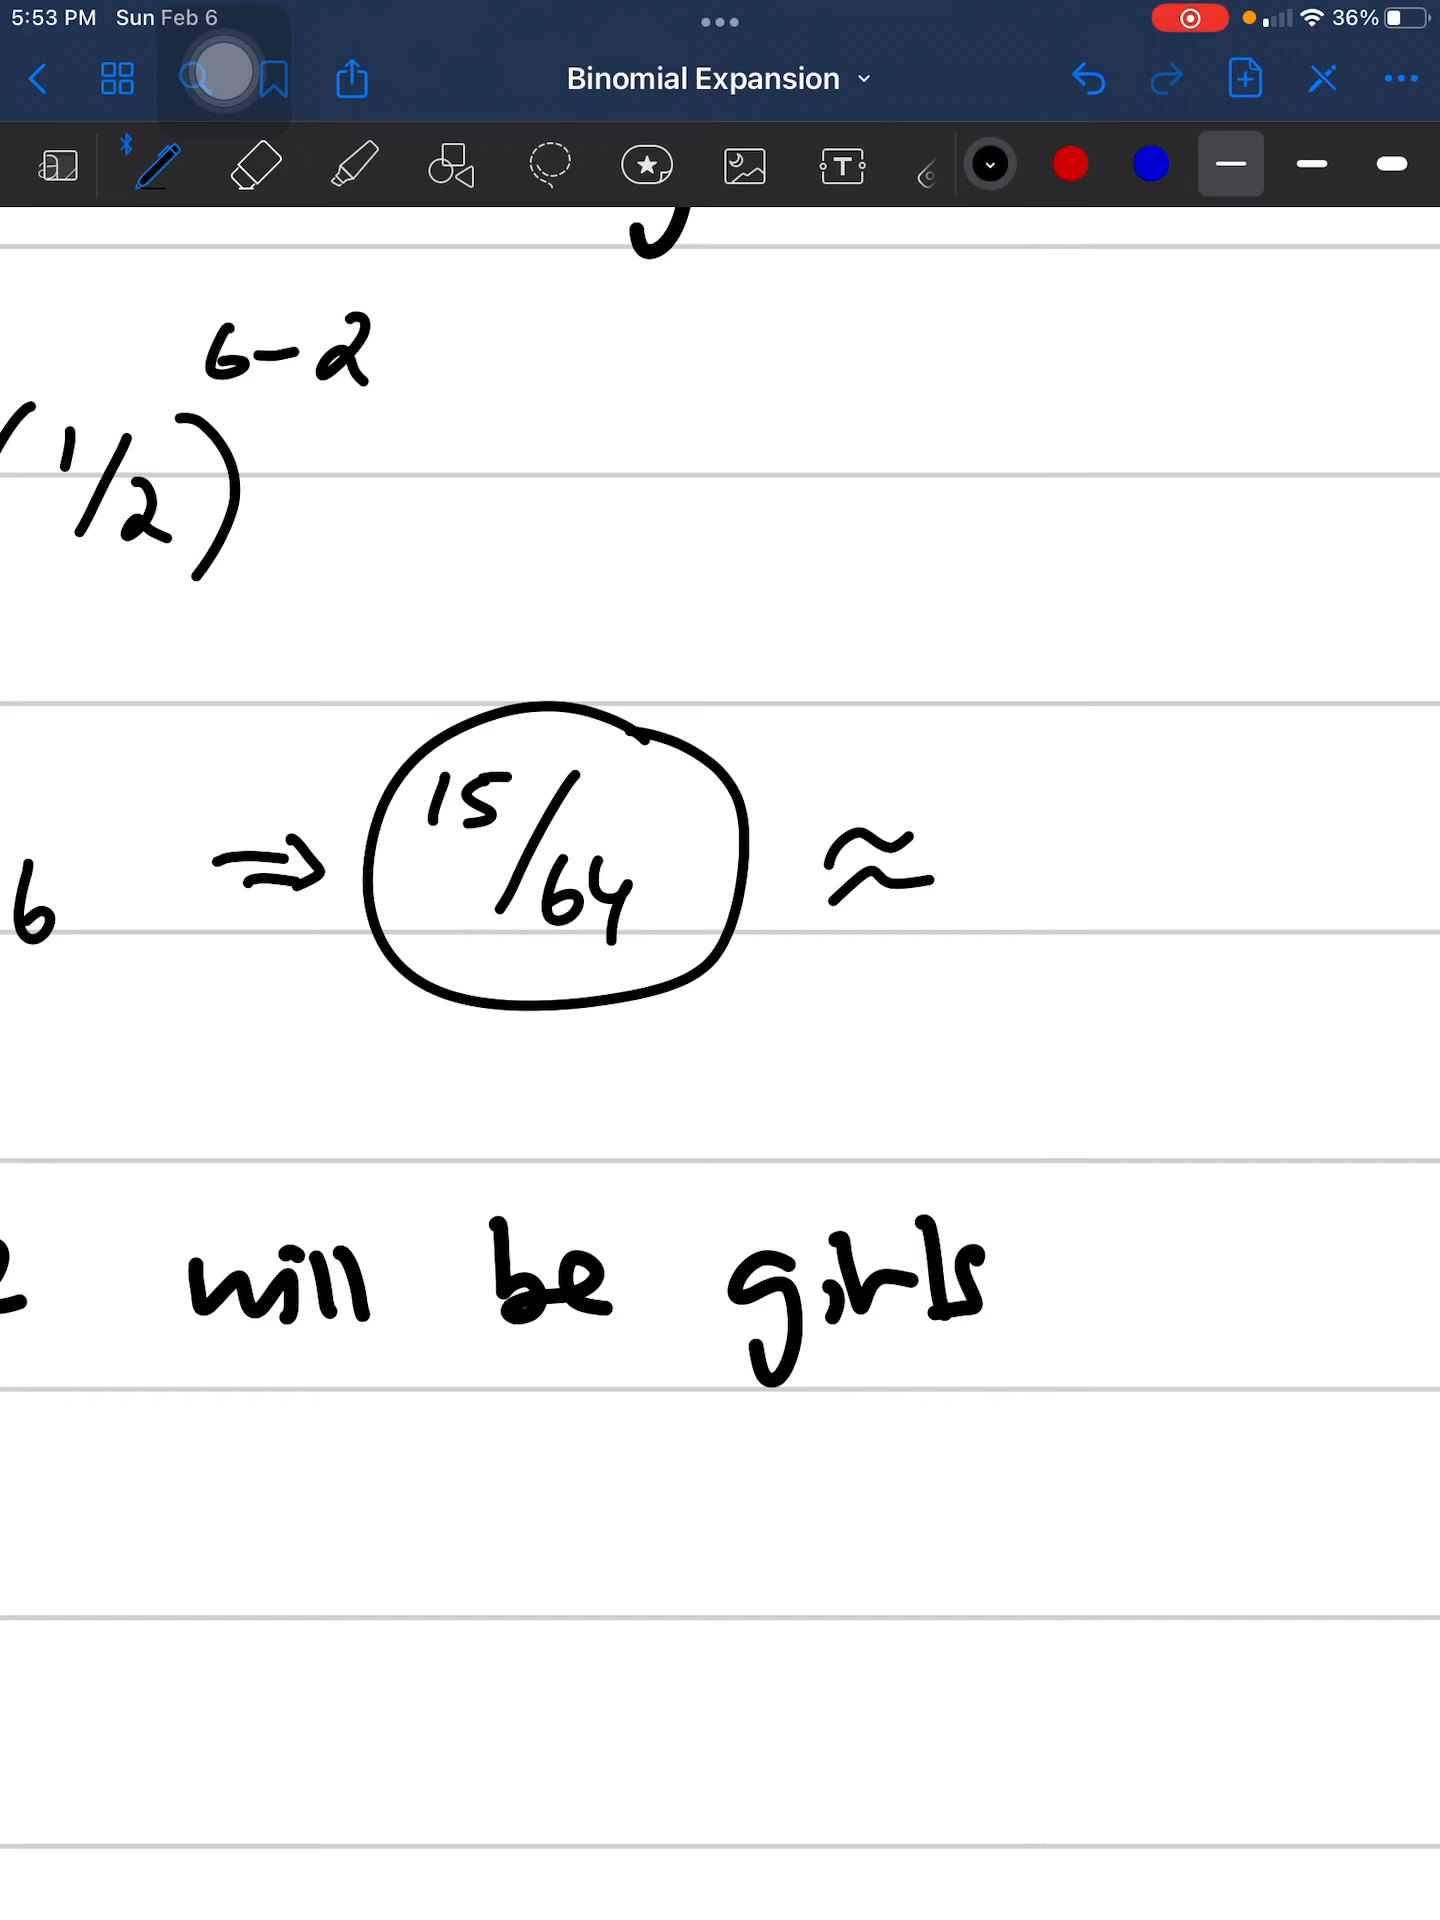 5:53 PM Sun Feb 6 36%
Binomial Expansion
T
6-2
(1/2)
6 ⇒ 15/64 ≈
will be girls